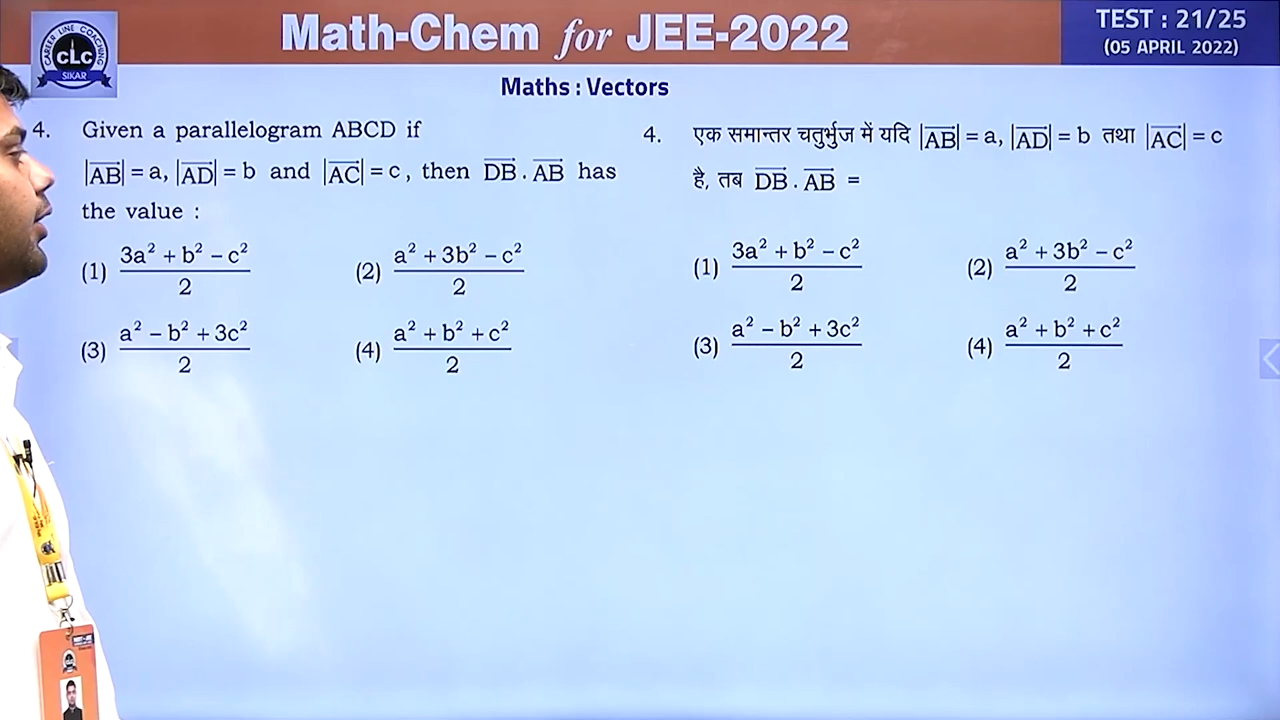 CAREER LINE COACHING
CLC
SIKAR
Math-Chem for JEE-2022
TEST : 21/25
(05 APRIL 2022)
Maths : Vectors
4. Given a parallelogram ABCD if
|AB| = a, |AD| = b and |AC| = c, then DB . AB has
the value :
(1) (3a² + b² − c²)/2 (2) (a² + 3b² − c²)/2
(3) (a² − b² + 3c²)/2 (4) (a² + b² + c²)/2
4. एक समान्तर चतुर्भुज में यदि |AB| = a, |AD| = b तथा |AC| = c
है, तब DB . AB =
(1) (3a² + b² − c²)/2 (2) (a² + 3b² − c²)/2
(3) (a² − b² + 3c²)/2 (4) (a² + b² + c²)/2
CLC